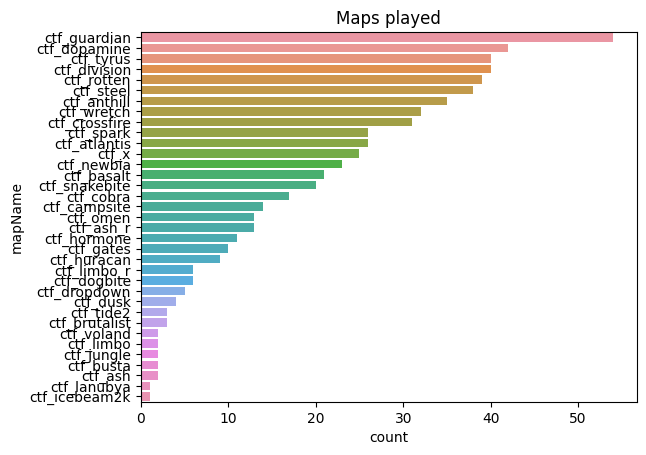 Maps played
mapName
ctf_guardian
ctf_dopamine
ctf_tyrus
ctf_division
ctf_rotten
ctf_steel
ctf_anthill
ctf_wretch
ctf_crossfire
ctf_spark
ctf_atlantis
ctf_x
ctf_newbia
ctf_basalt
ctf_snakebite
ctf_cobra
ctf_campsite
ctf_omen
ctf_ash_r
ctf_hormone
ctf_gates
ctf_huracan
ctf_limbo_r
ctf_dogbite
ctf_dropdown
ctf_dusk
ctf_tide2
ctf_brutalist
ctf_voland
ctf_limbo
ctf_jungle
ctf_busta
ctf_ash
ctf_lanubya
ctf_icebeam2k
0 10 20 30 40 50
count